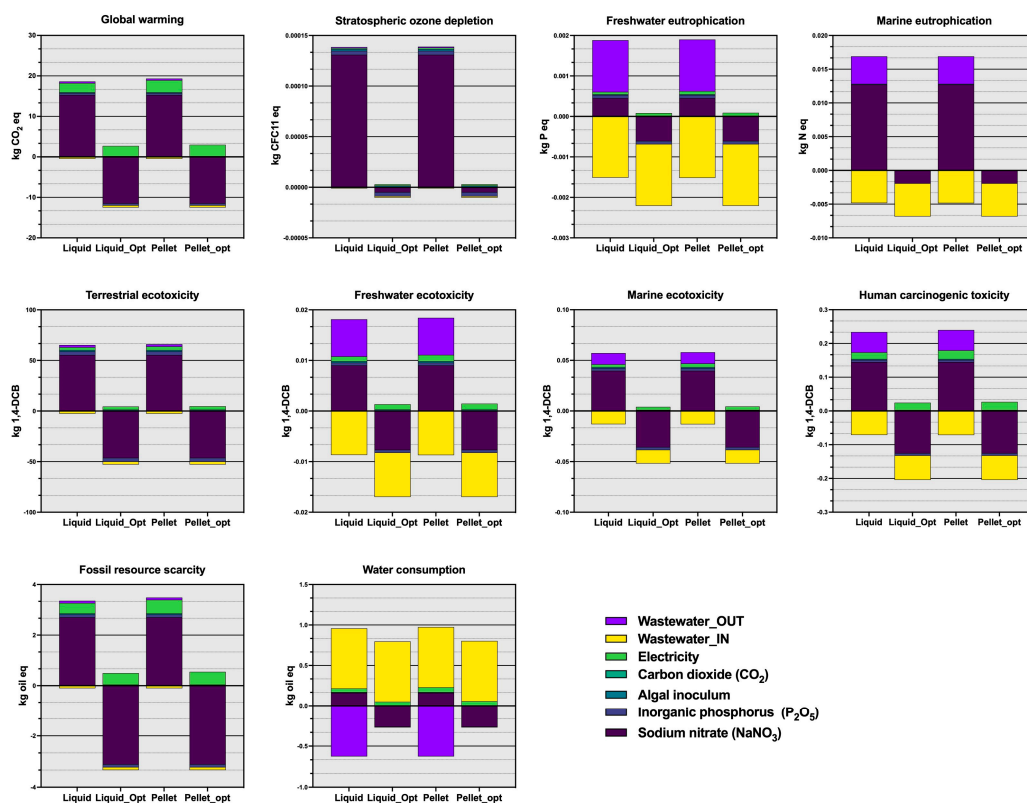 Global warming
kg CO₂ eq
30
20
10
0
-10
-20
Liquid Liquid_Opt Pellet Pellet_opt
Stratospheric ozone depletion
kg CFC11 eq
0.00015
0.00010
0.00005
0.00000
-0.00005
Liquid Liquid_Opt Pellet Pellet_opt
Freshwater eutrophication
kg P eq
0.002
0.001
0.000
-0.001
-0.002
-0.003
Liquid Liquid_Opt Pellet Pellet_opt
Marine eutrophication
kg N eq
0.020
0.015
0.010
0.005
0.000
-0.005
-0.010
Liquid Liquid_Opt Pellet Pellet_opt
Terrestrial ecotoxicity
kg 1,4-DCB
100
50
0
-50
-100
Liquid Liquid_Opt Pellet Pellet_opt
Freshwater ecotoxicity
kg 1,4-DCB
0.02
0.01
0.00
-0.01
-0.02
Liquid Liquid_Opt Pellet Pellet_opt
Marine ecotoxicity
kg 1,4-DCB
0.10
0.05
0.00
-0.05
-0.10
Liquid Liquid_Opt Pellet Pellet_opt
Human carcinogenic toxicity
kg 1,4-DCB
0.3
0.2
0.1
0.0
-0.1
-0.2
-0.3
Liquid Liquid_Opt Pellet Pellet_opt
Fossil resource scarcity
kg oil eq
4
2
0
-2
-4
Liquid Liquid_Opt Pellet Pellet_opt
Water consumption
kg oil eq
1.5
1.0
0.5
0.0
-0.5
-1.0
Liquid Liquid_Opt Pellet Pellet_opt
Wastewater_OUT
Wastewater_IN
Electricity
Carbon dioxide (CO₂)
Algal inoculum
Inorganic phosphorus (P₂O₅)
Sodium nitrate (NaNO₃)